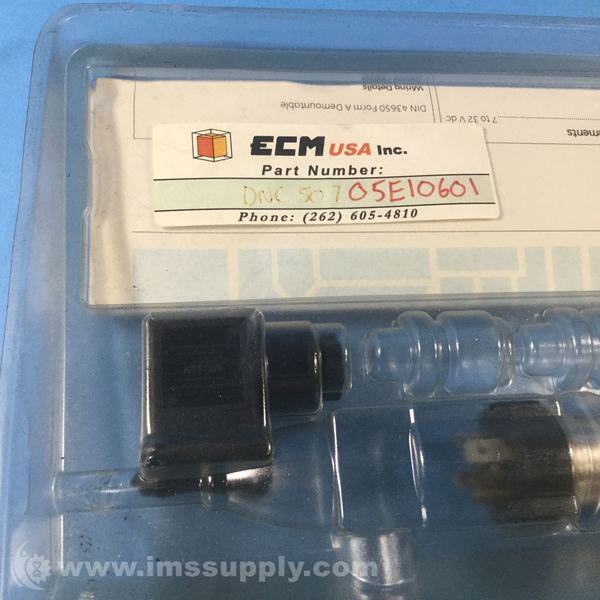 Wiring Details
DIN 43650 Form A Demountable
7 to 32 V dc
ements
ECM USA Inc.
Part Number:
DNC 507 05E10601
Phone: (262) 605-4810
www.imssupply.com